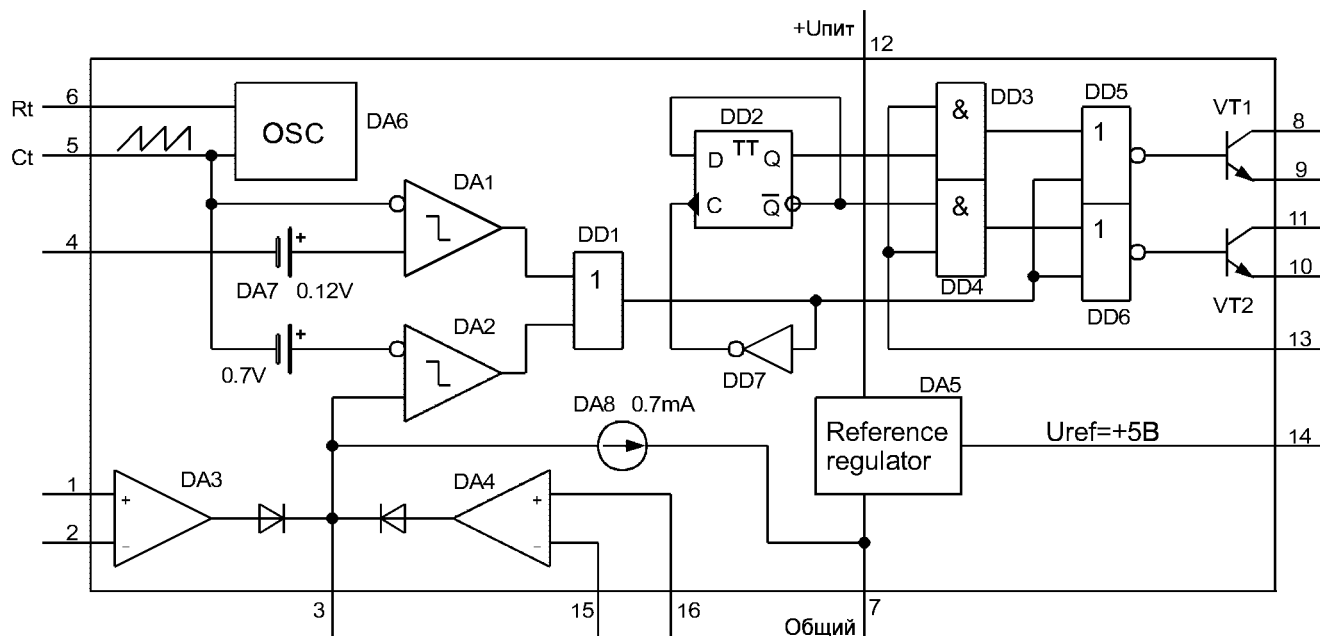 +Uпит
12
Rt
6
OSC
DA6
Ct
5
DD2
D
TT
Q
C
Q
&
DD3
&
DD4
DD5
1
1
DD6
VT1
8
9
11
10
VT2
DA1
4
+
DA7
0.12V
DD1
1
DA2
+
0.7V
DD7
13
DA8
0.7mA
DA5
Reference
regulator
Uref=+5В
14
1
DA3
+
2
−
DA4
+
−
3
15
16
7
Общий